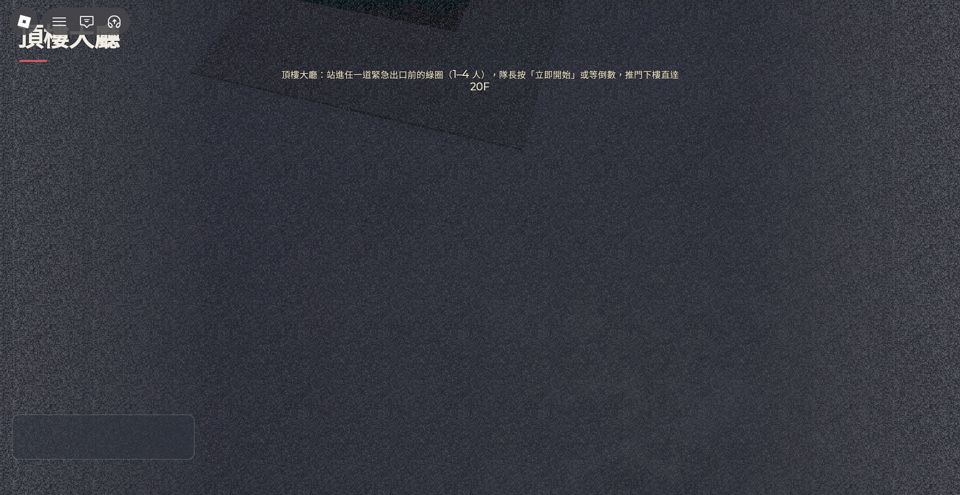 頂樓大廳
頂樓大廳：站進任一道緊急出口前的綠圈（1–4 人），隊長按「立即開始」或等倒數，推門下樓直達
20F